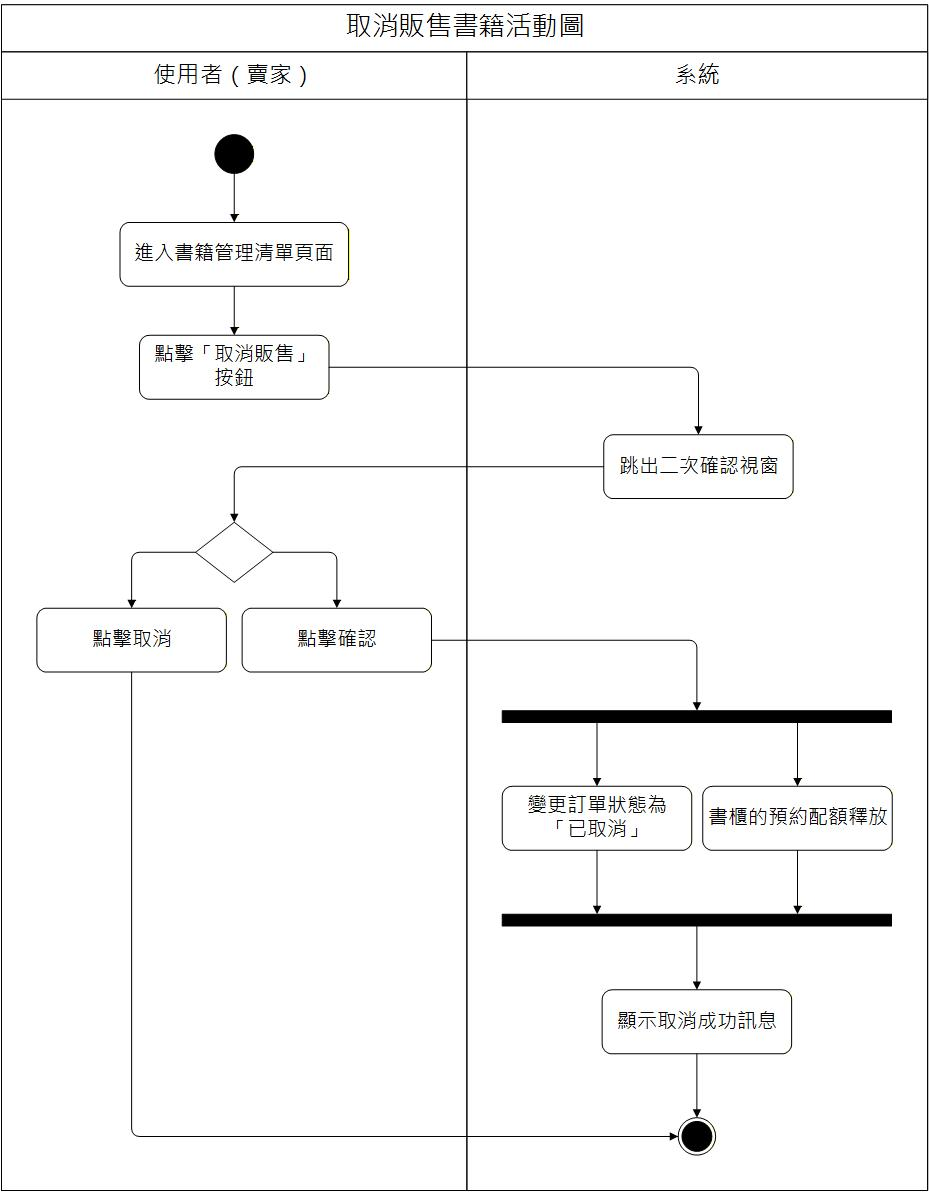 取消販售書籍活動圖
使用者（賣家）
系統
進入書籍管理清單頁面
點擊「取消販售」
按鈕
跳出二次確認視窗
點擊取消
點擊確認
變更訂單狀態為
「已取消」
書櫃的預約配額釋放
顯示取消成功訊息